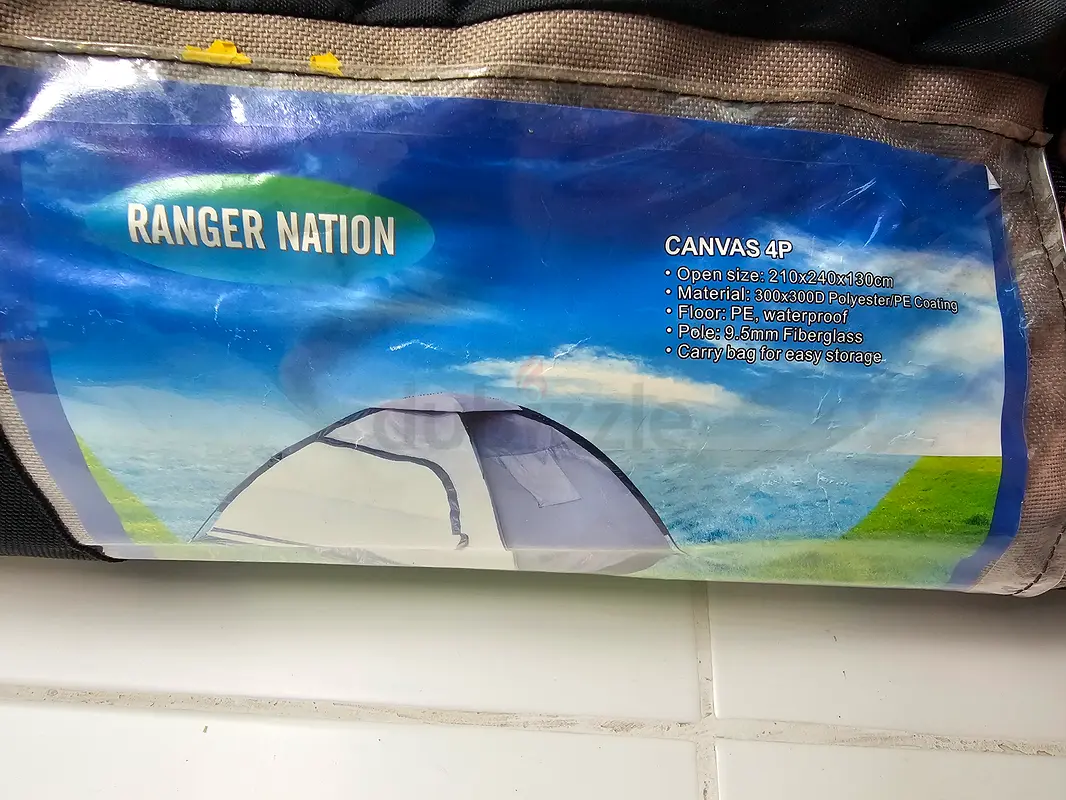 RANGER NATION
CANVAS 4P
• Open size: 210x240x130cm
• Material: 300x300D Polyester/PE Coating
• Floor: PE, waterproof
• Pole: 9.5mm Fiberglass
• Carry bag for easy storage
dubizzle